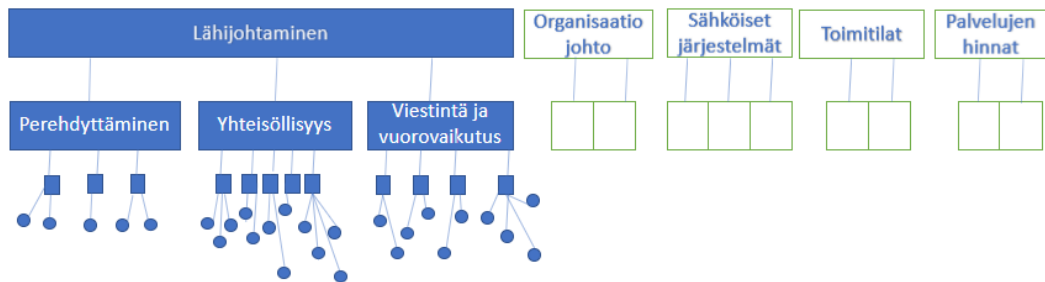 Lähijohtaminen
Organisaatio
johto
Sähköiset
järjestelmät
Toimitilat
Palvelujen
hinnat
Perehdyttäminen
Yhteisöllisyys
Viestintä ja
vuorovaikutus